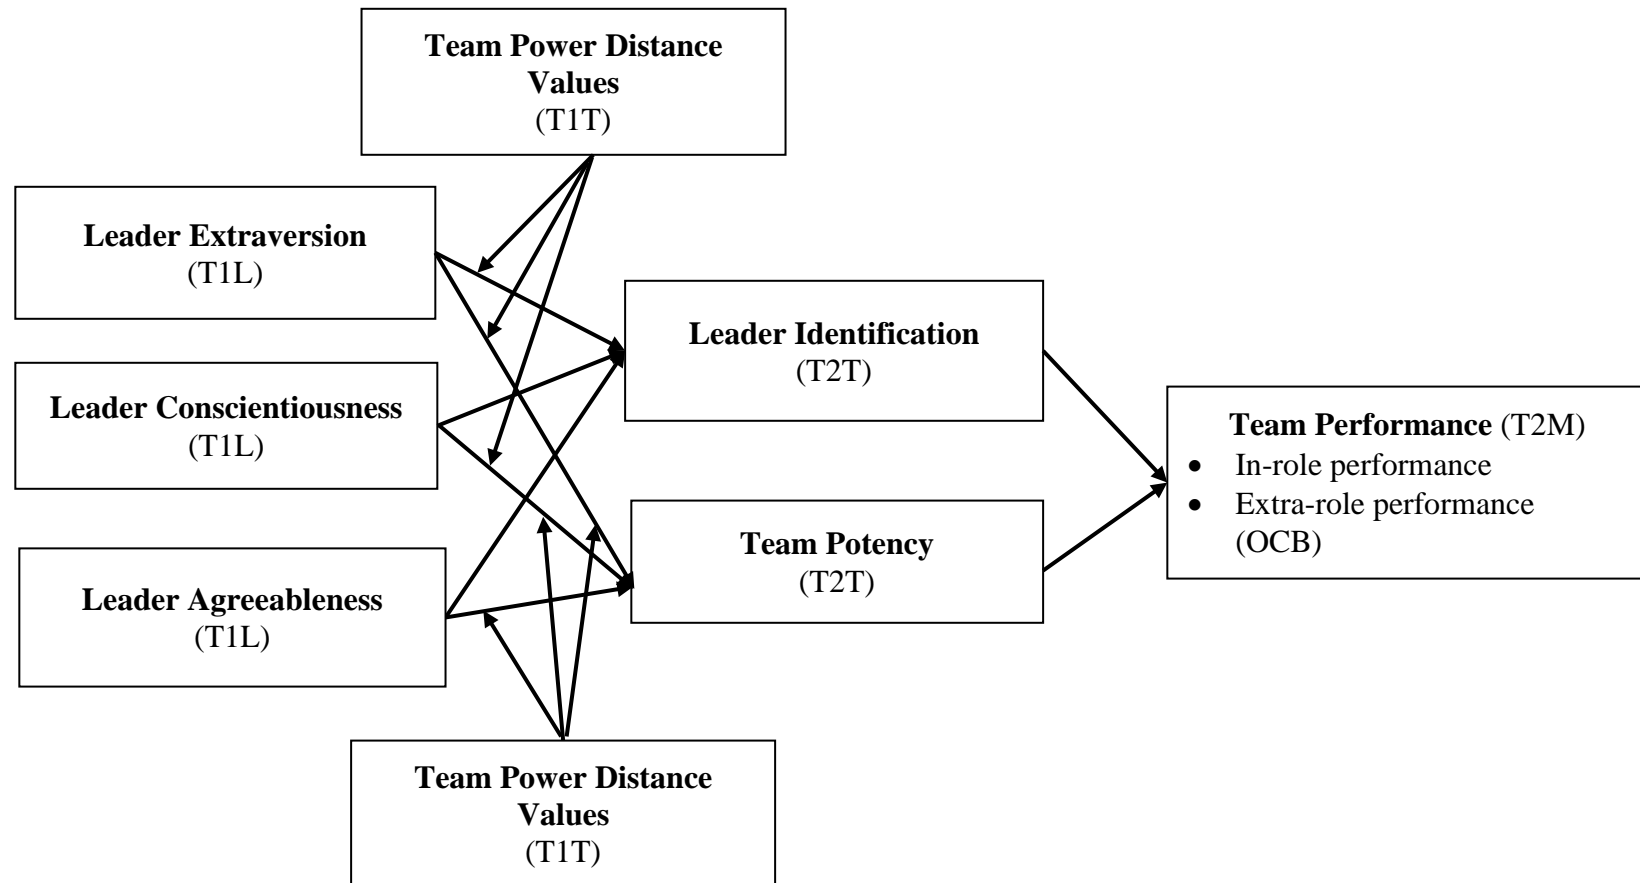 Team Power Distance
Values
(T1T)
Leader Extraversion
(T1L)
Leader Conscientiousness
(T1L)
Leader Agreeableness
(T1L)
Leader Identification
(T2T)
Team Potency
(T2T)
Team Performance (T2M)
• In-role performance
• Extra-role performance
(OCB)
Team Power Distance
Values
(T1T)